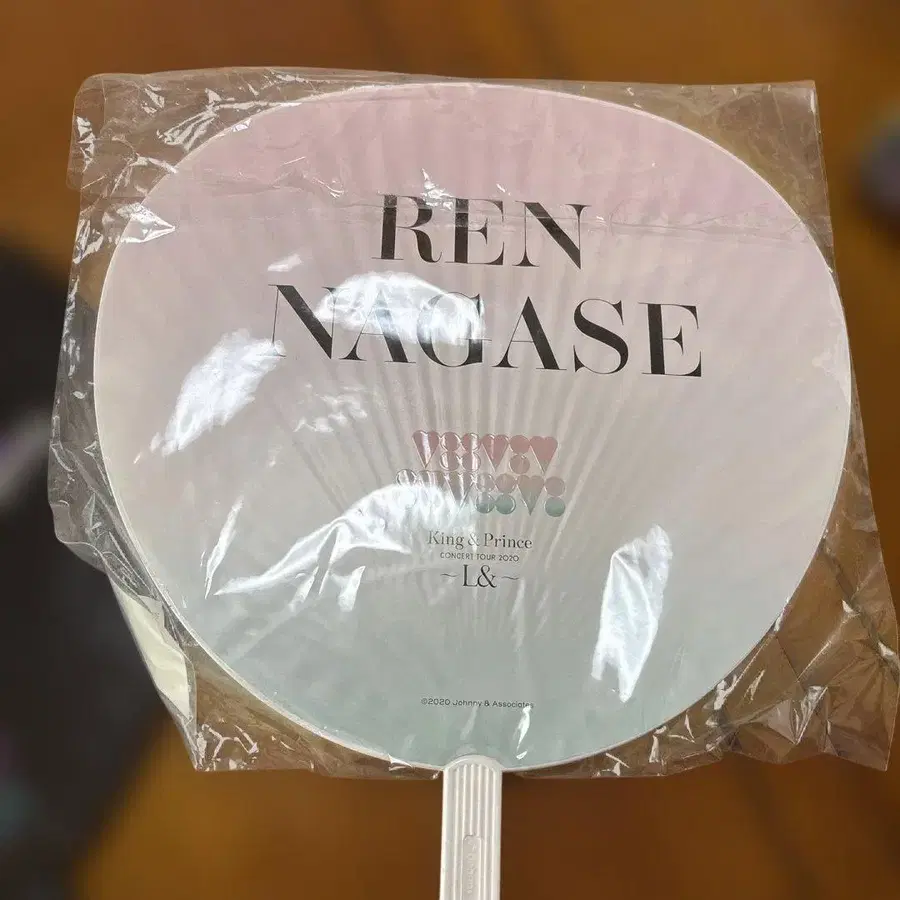 REN
NAGASE
King & Prince
CONCERT TOUR 2020
~L&~
©2020 Johnny & Associates